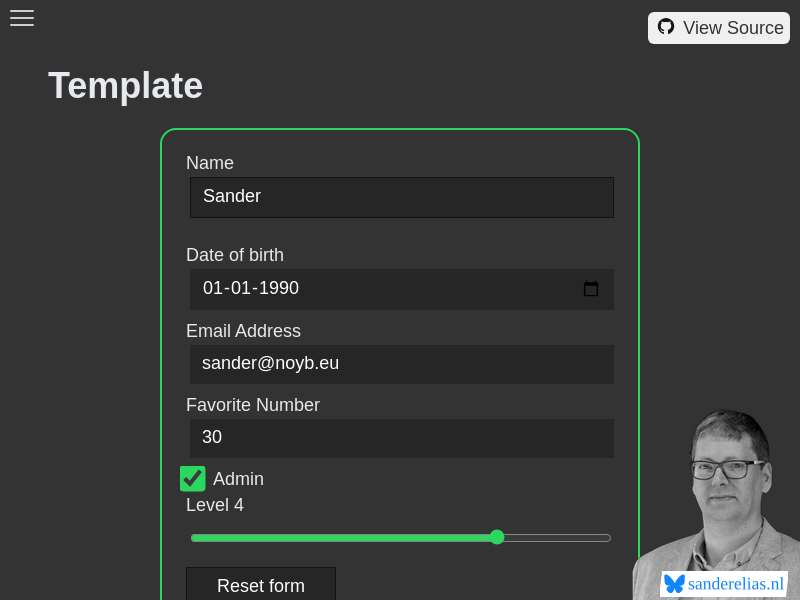 View Source
Template
Name
Sander
Date of birth
01-01-1990
Email Address
sander@noyb.eu
Favorite Number
30
Admin
Level 4
Reset form
sanderelias.nl